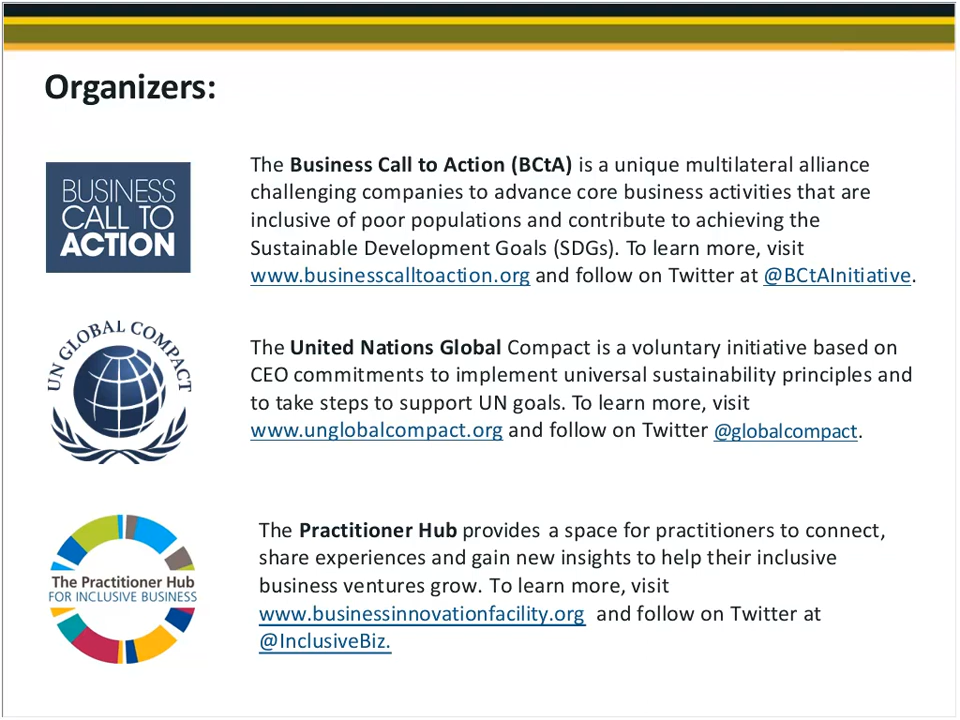 Organizers:
BUSINESS
CALL TO
ACTION
The Business Call to Action (BCtA) is a unique multilateral alliance
challenging companies to advance core business activities that are
inclusive of poor populations and contribute to achieving the
Sustainable Development Goals (SDGs). To learn more, visit
www.businesscalltoaction.org and follow on Twitter at @BCtAInitiative.
UN GLOBAL COMPACT
The United Nations Global Compact is a voluntary initiative based on
CEO commitments to implement universal sustainability principles and
to take steps to support UN goals. To learn more, visit
www.unglobalcompact.org and follow on Twitter @globalcompact.
The Practitioner Hub
FOR INCLUSIVE BUSINESS
The Practitioner Hub provides a space for practitioners to connect,
share experiences and gain new insights to help their inclusive
business ventures grow. To learn more, visit
www.businessinnovationfacility.org and follow on Twitter at
@InclusiveBiz.